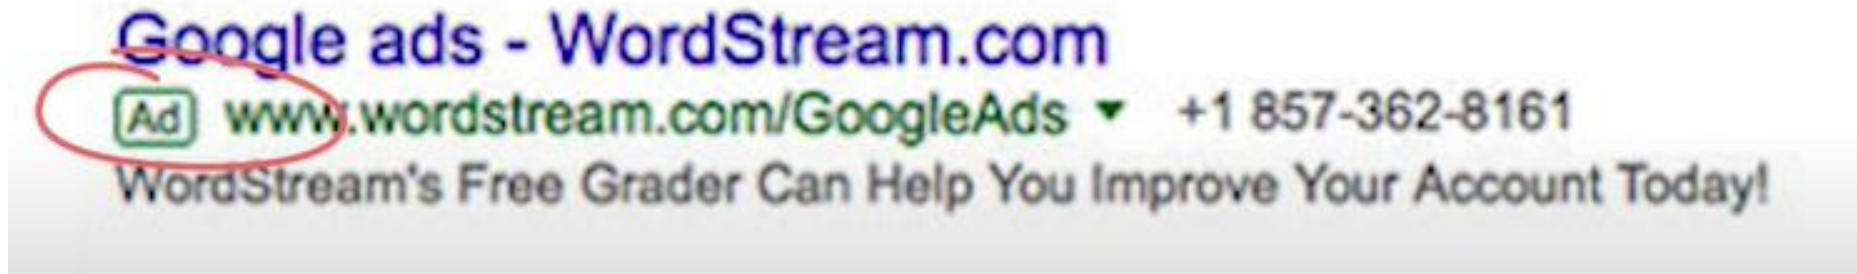 Google ads - WordStream.com
Ad www.wordstream.com/GoogleAds +1 857-362-8161
WordStream's Free Grader Can Help You Improve Your Account Today!